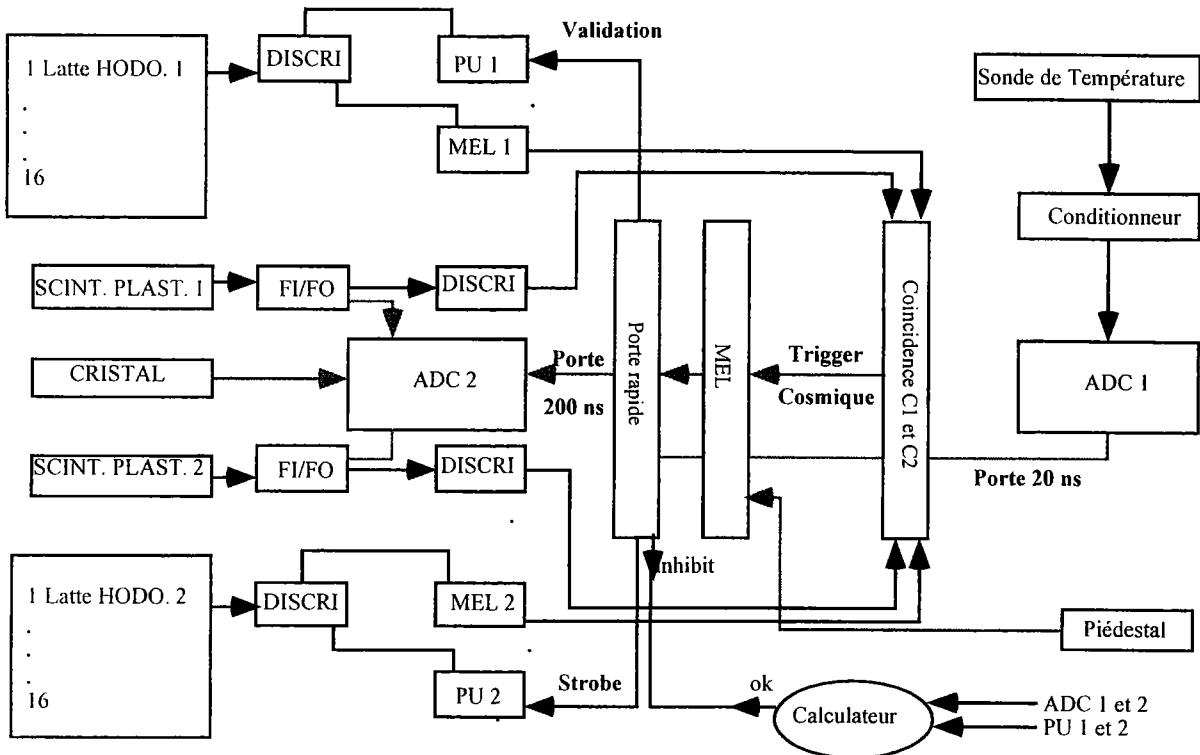 1 Latte HODO. 1
.
.
.
16
DISCRI
PU 1
Validation
MEL 1
Sonde de Température
Conditionneur
ADC 1
SCINT. PLAST. 1
FI/FO
DISCRI
CRISTAL
ADC 2
Porte
200 ns
Porte rapide
MEL
Trigger
Cosmique
Coincidence C1 et C2
SCINT. PLAST. 2
FI/FO
DISCRI
Porte 20 ns
Inhibit
1 Latte HODO. 2
.
.
.
16
DISCRI
MEL 2
PU 2
Strobe
Piédestal
ok
Calculateur
ADC 1 et 2
PU 1 et 2